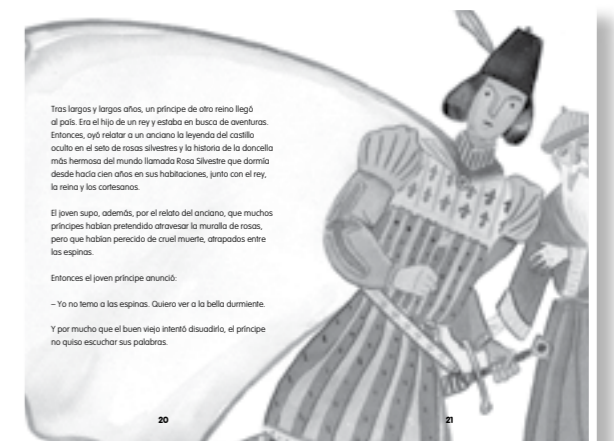 Tras largos y largos años, un príncipe de otro reino llegó
al país. Era el hijo de un rey y estaba en busca de aventuras.
Entonces, oyó relatar a un anciano la leyenda del castillo
oculto en el seto de rosas silvestres y la historia de la doncella
más hermosa del mundo llamada Rosa Silvestre que dormía
desde hacía cien años en sus habitaciones, junto con el rey,
la reina y los cortesanos.
El joven supo, además, por el relato del anciano, que muchos
príncipes habían pretendido atravesar la muralla de rosas,
pero que habían perecido de cruel muerte, atrapados entre
las espinas.
Entonces el joven príncipe anunció:
– Yo no temo a las espinas. Quiero ver a la bella durmiente.
Y por mucho que el buen viejo intentó disuadirlo, el príncipe
no quiso escuchar sus palabras.
20
21